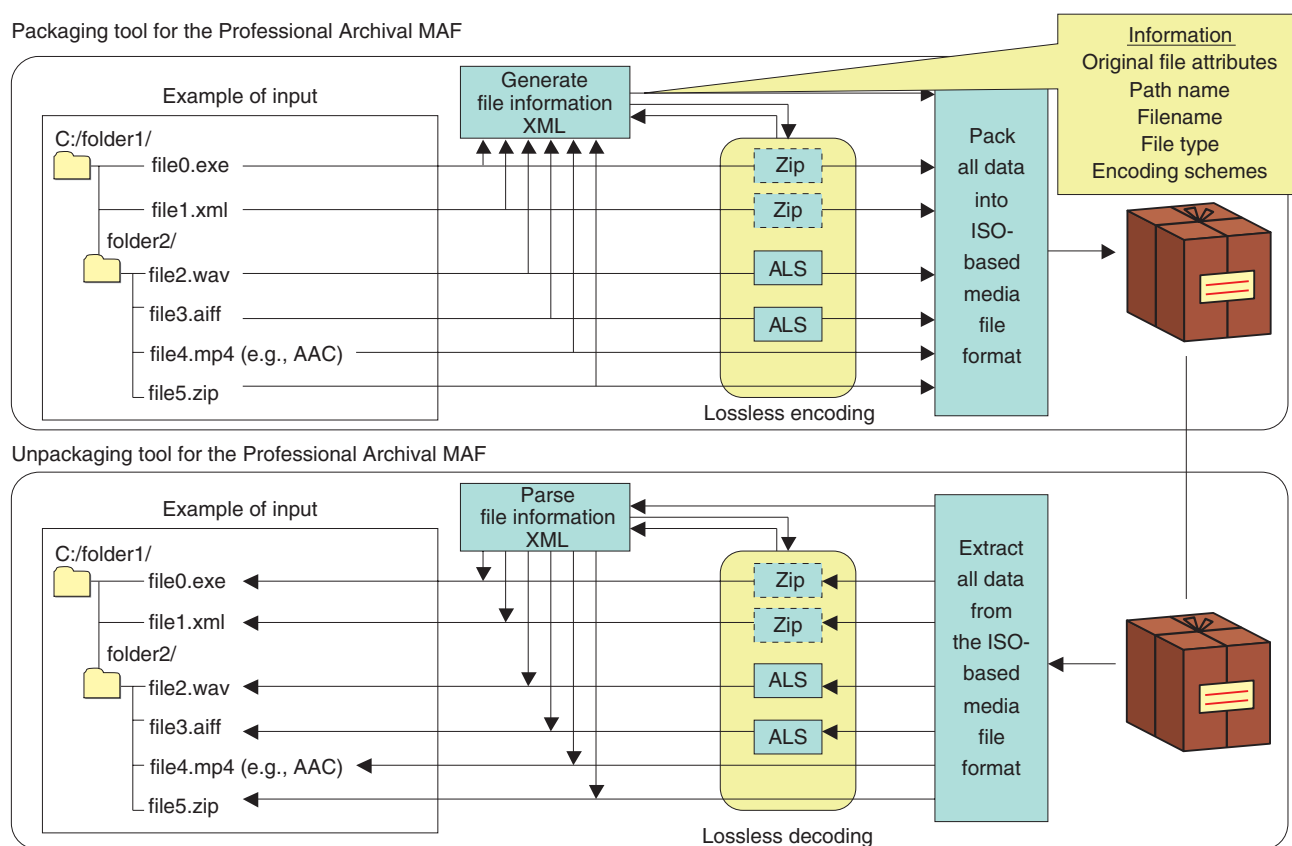 Packaging tool for the Professional Archival MAF
Information
Original file attributes
Path name
Filename
File type
Encoding schemes
Example of input
Generate
file information
XML
C:/folder1/
file0.exe
file1.xml
folder2/
file2.wav
file3.aiff
file4.mp4 (e.g., AAC)
file5.zip
Zip
Zip
ALS
ALS
Lossless encoding
Pack
all data
into
ISO-
based
media
file
format
Unpackaging tool for the Professional Archival MAF
Example of input
Parse
file information
XML
C:/folder1/
file0.exe
file1.xml
folder2/
file2.wav
file3.aiff
file4.mp4 (e.g., AAC)
file5.zip
Zip
Zip
ALS
ALS
Lossless decoding
Extract
all data
from
the ISO-
based
media
file
format